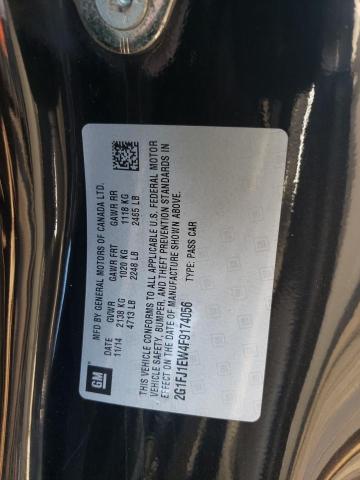 GM
MFD BY GENERAL MOTORS OF CANADA LTD.
DATE GVWR GAWR FRT GAWR RR
11/14 2138 KG 1020 KG 1118 KG
4713 LB 2248 LB 2465 LB
THIS VEHICLE CONFORMS TO ALL APPLICABLE U.S. FEDERAL MOTOR
VEHICLE SAFETY, BUMPER, AND THEFT PREVENTION STANDARDS IN
EFFECT ON THE DATE OF MANUFACTURE SHOWN ABOVE.
2G1FJ1EW4F9174056 TYPE: PASS CAR